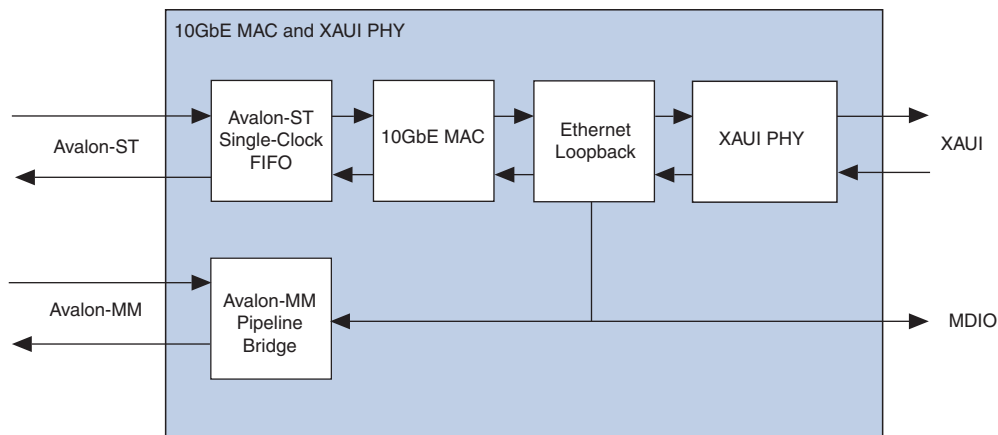 10GbE MAC and XAUI PHY
Avalon-ST
Avalon-ST
Single-Clock
FIFO
10GbE MAC
Ethernet
Loopback
XAUI PHY
XAUI
Avalon-MM
Avalon-MM
Pipeline
Bridge
MDIO